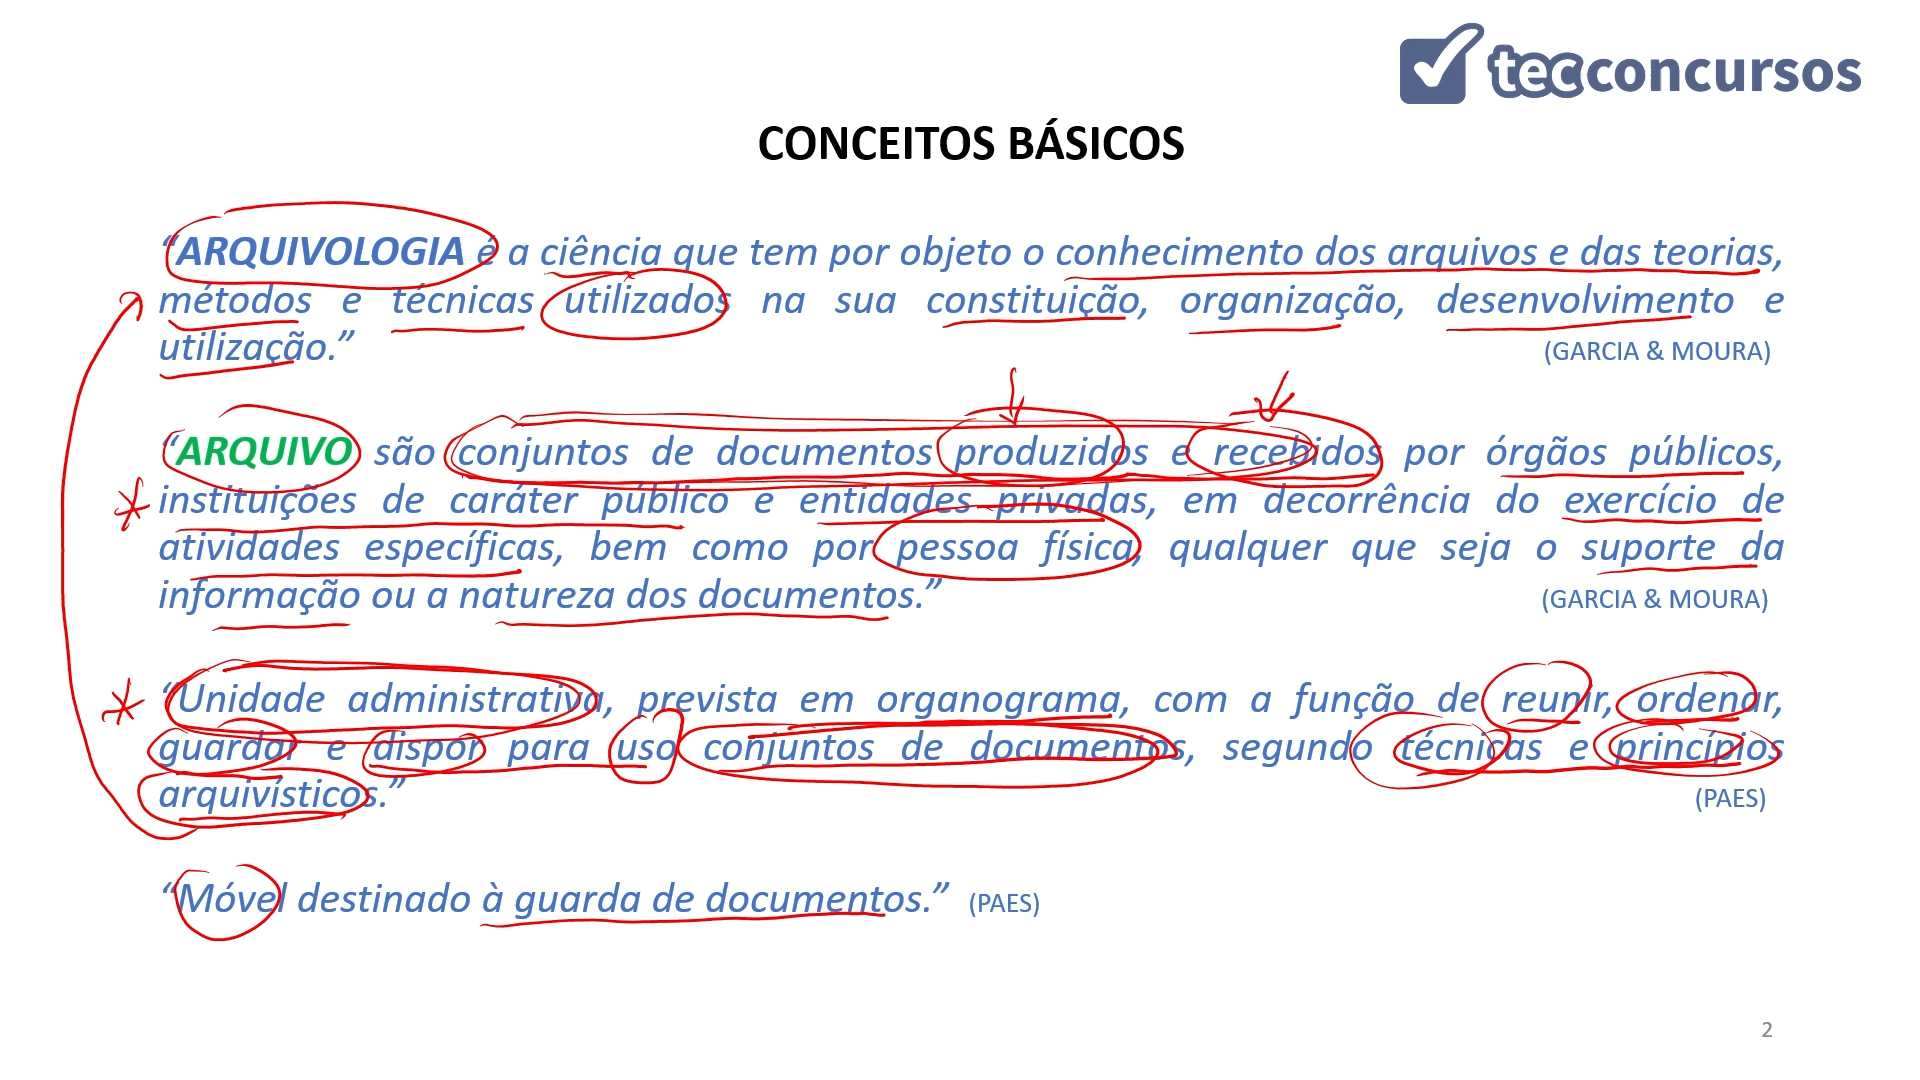 tecconcursos
CONCEITOS BÁSICOS
“ARQUIVOLOGIA é a ciência que tem por objeto o conhecimento dos arquivos e das teorias,
métodos e técnicas utilizados na sua constituição, organização, desenvolvimento e
utilização.” (GARCIA & MOURA)
“ARQUIVO são conjuntos de documentos produzidos e recebidos por órgãos públicos,
instituições de caráter público e entidades privadas, em decorrência do exercício de
atividades específicas, bem como por pessoa física, qualquer que seja o suporte da
informação ou a natureza dos documentos.” (GARCIA & MOURA)
“Unidade administrativa, prevista em organograma, com a função de reunir, ordenar,
guardar e dispor para uso conjuntos de documentos, segundo técnicas e princípios
arquivísticos.” (PAES)
“Móvel destinado à guarda de documentos.” (PAES)
2